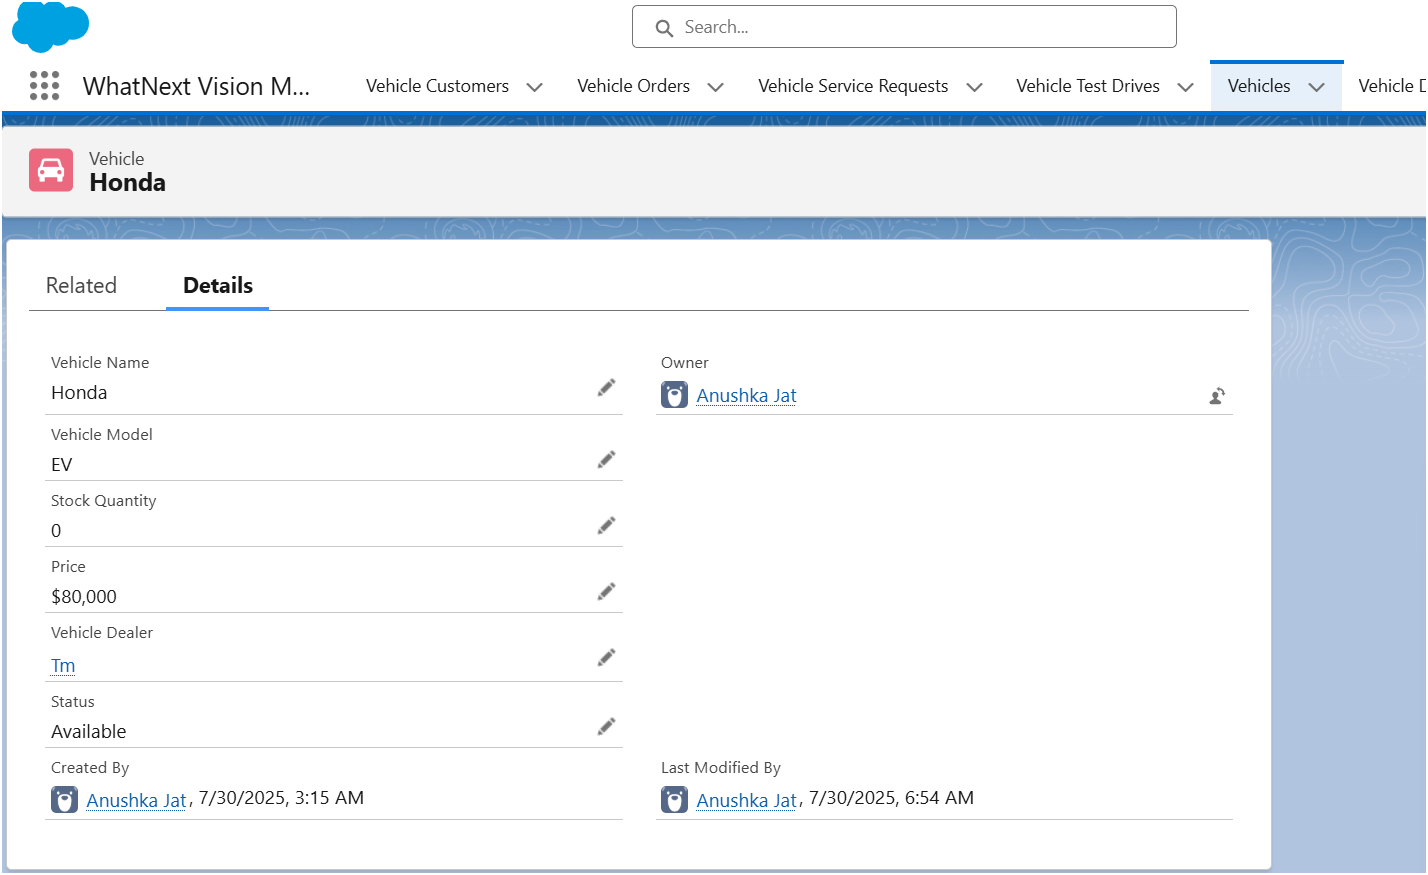 Search...
WhatNext Vision M... Vehicle Customers Vehicle Orders Vehicle Service Requests Vehicle Test Drives Vehicles Vehicle D
Vehicle
Honda
Related Details
Vehicle Name Owner
Honda Anushka Jat
Vehicle Model
EV
Stock Quantity
0
Price
$80,000
Vehicle Dealer
Tm
Status
Available
Created By Last Modified By
Anushka Jat, 7/30/2025, 3:15 AM Anushka Jat, 7/30/2025, 6:54 AM